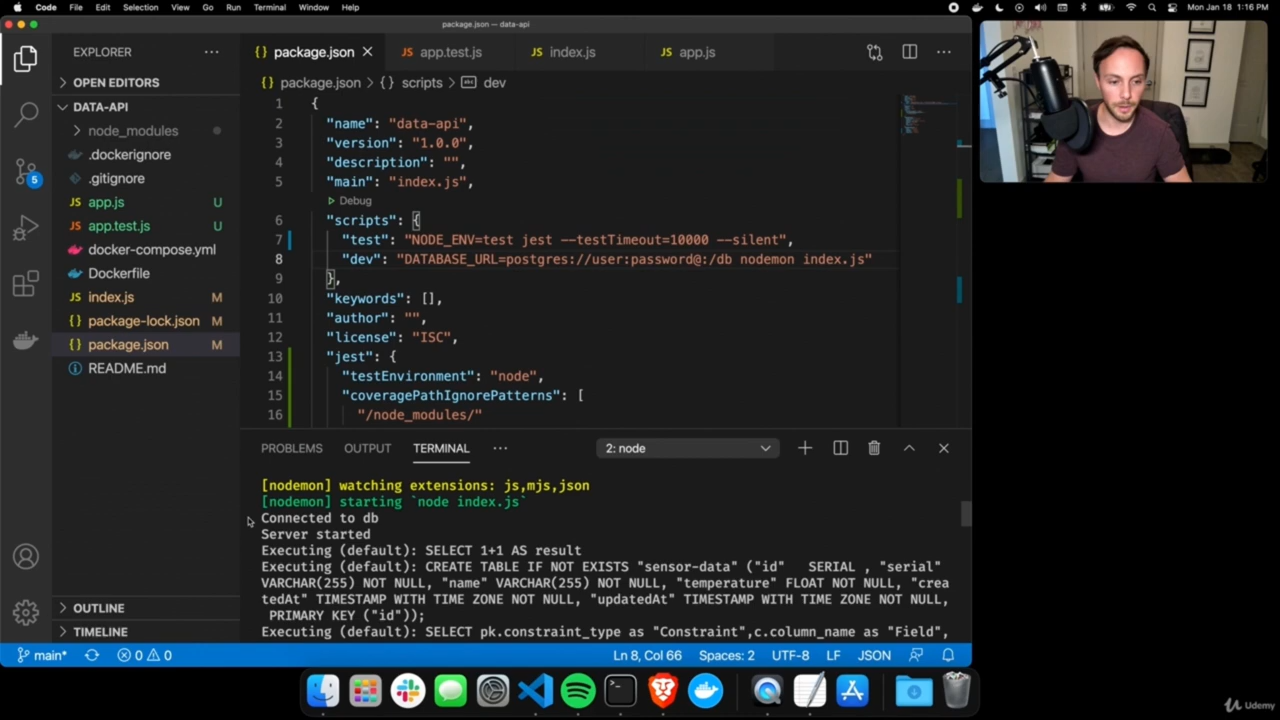 Code File Edit Selection View Go Run Terminal Window Help Mon Jan 18 1:16 PM
package.json — data-api
EXPLORER
OPEN EDITORS
DATA-API
node_modules
.dockerignore
.gitignore
app.js U
app.test.js U
docker-compose.yml
Dockerfile
index.js M
package-lock.json M
package.json M
README.md
OUTLINE
TIMELINE
5
package.json app.test.js index.js app.js
package.json > {} scripts > dev
1 {
2 "name": "data-api",
3 "version": "1.0.0",
4 "description": "",
5 "main": "index.js",
Debug
6 "scripts": {
7 "test": "NODE_ENV=test jest --testTimeout=10000 --silent",
8 "dev": "DATABASE_URL=postgres://user:password@:/db nodemon index.js"
9 },
10 "keywords": [],
11 "author": "",
12 "license": "ISC",
13 "jest": {
14 "testEnvironment": "node",
15 "coveragePathIgnorePatterns": [
16 "/node_modules/"
PROBLEMS OUTPUT TERMINAL 2: node
[nodemon] watching extensions: js,mjs,json
[nodemon] starting `node index.js`
Connected to db
Server started
Executing (default): SELECT 1+1 AS result
Executing (default): CREATE TABLE IF NOT EXISTS "sensor-data" ("id" SERIAL , "serial"
VARCHAR(255) NOT NULL, "name" VARCHAR(255) NOT NULL, "temperature" FLOAT NOT NULL, "crea
tedAt" TIMESTAMP WITH TIME ZONE NOT NULL, "updatedAt" TIMESTAMP WITH TIME ZONE NOT NULL,
PRIMARY KEY ("id"));
Executing (default): SELECT pk.constraint_type as "Constraint",c.column_name as "Field",
main* 0 0 Ln 8, Col 66 Spaces: 2 UTF-8 LF JSON
Udemy